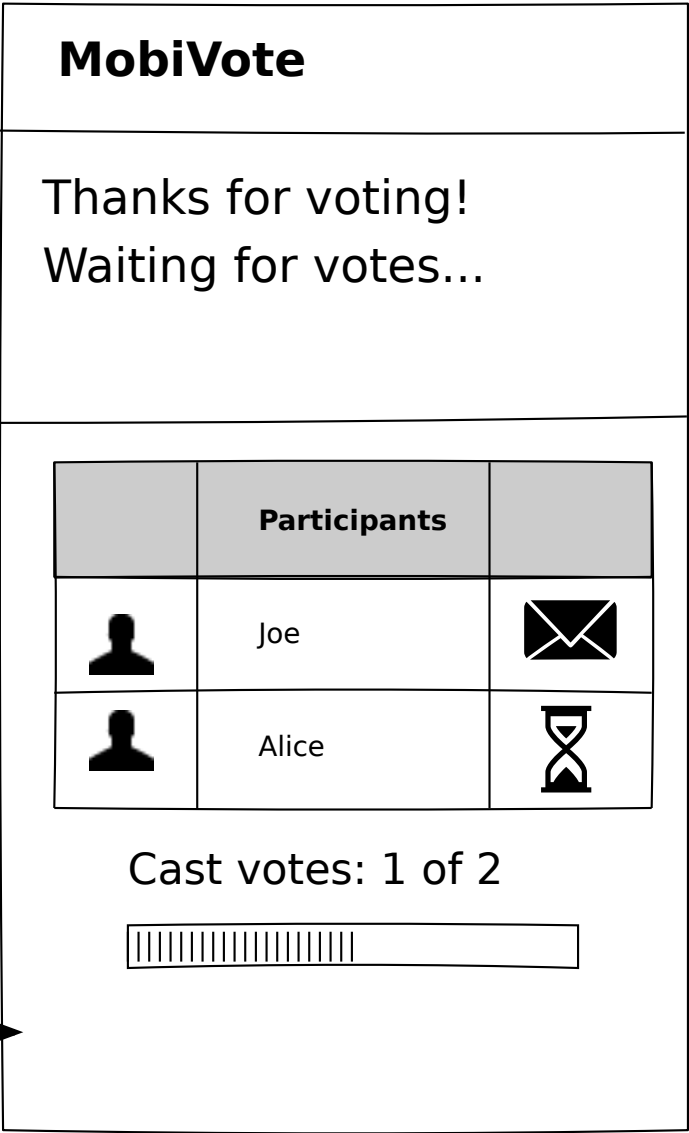 MobiVote
Thanks for voting!
Waiting for votes...
Participants
Joe
Alice
Cast votes: 1 of 2